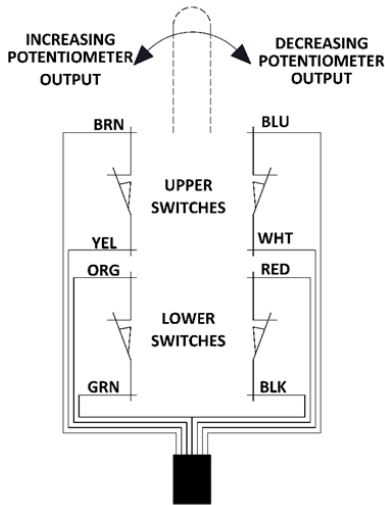 INCREASING
POTENTIOMETER
OUTPUT
DECREASING
POTENTIOMETER
OUTPUT
BRN
BLU
UPPER
SWITCHES
YEL
WHT
ORG
RED
LOWER
SWITCHES
GRN
BLK